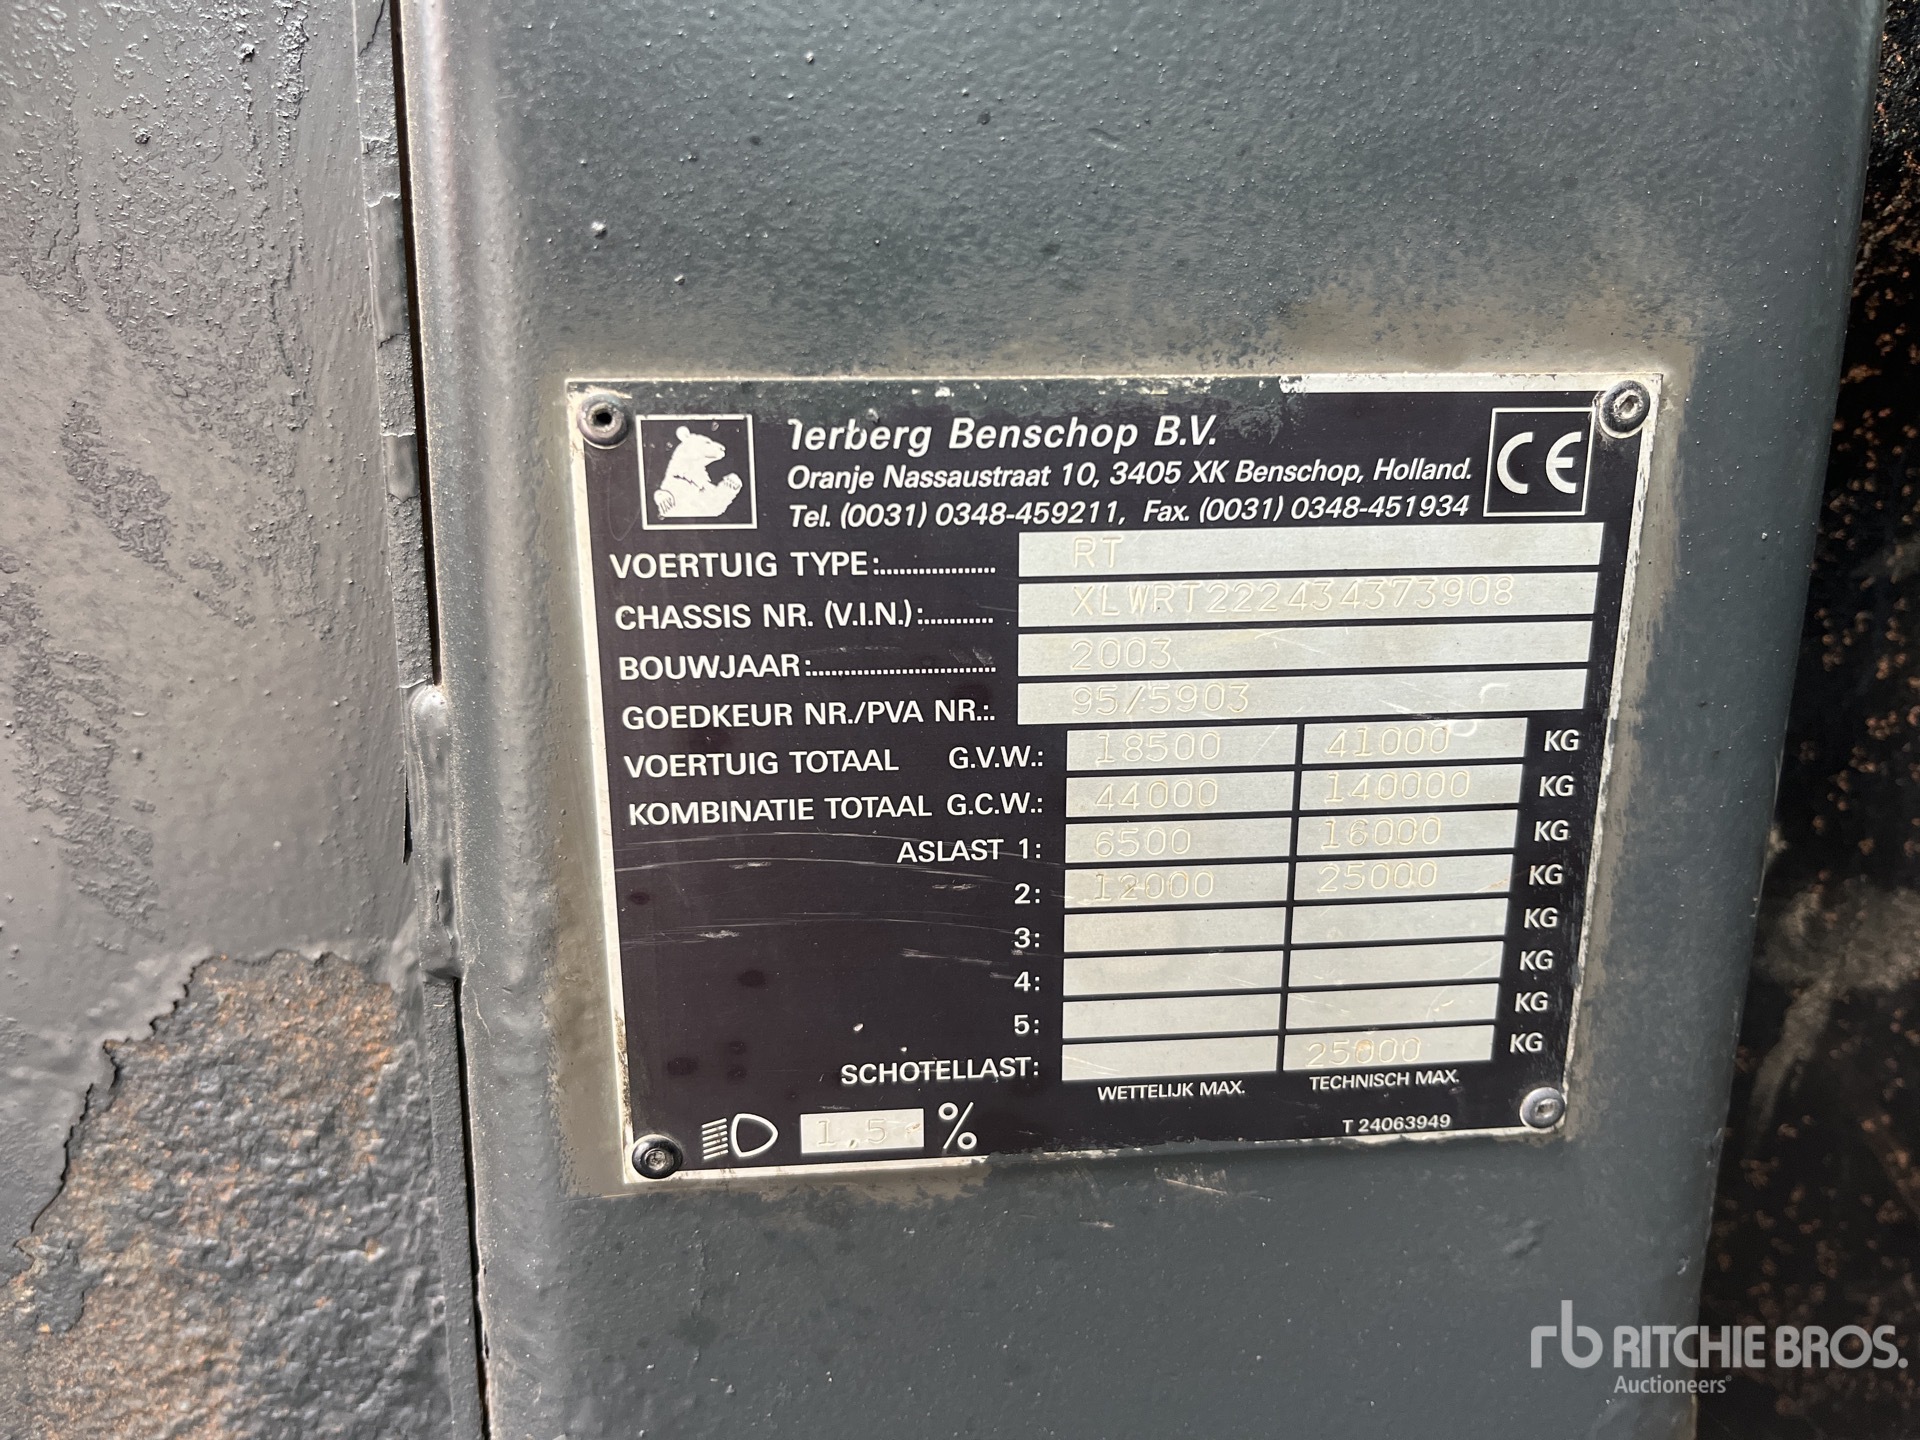 Terberg Benschop B.V.
Oranje Nassaustraat 10, 3405 XK Benschop, Holland.
Tel. (0031) 0348-459211, Fax. (0031) 0348-451934
CE
VOERTUIG TYPE:................... RT
CHASSIS NR. (V.I.N.):............ XLWRT222434373908
BOUWJAAR:............................ 2003
GOEDKEUR NR./PVA NR.:. 95/5903
VOERTUIG TOTAAL G.V.W.: 18500 41000 KG
KOMBINATIE TOTAAL G.C.W.: 44000 140000 KG
ASLAST 1: 6500 16000 KG
2: 12000 25000 KG
3: KG
4: KG
5: KG
SCHOTELLAST: 25000 KG
WETTELIJK MAX. TECHNISCH MAX.
1,5 %
T 24063949
rb RITCHIE BROS.
Auctioneers